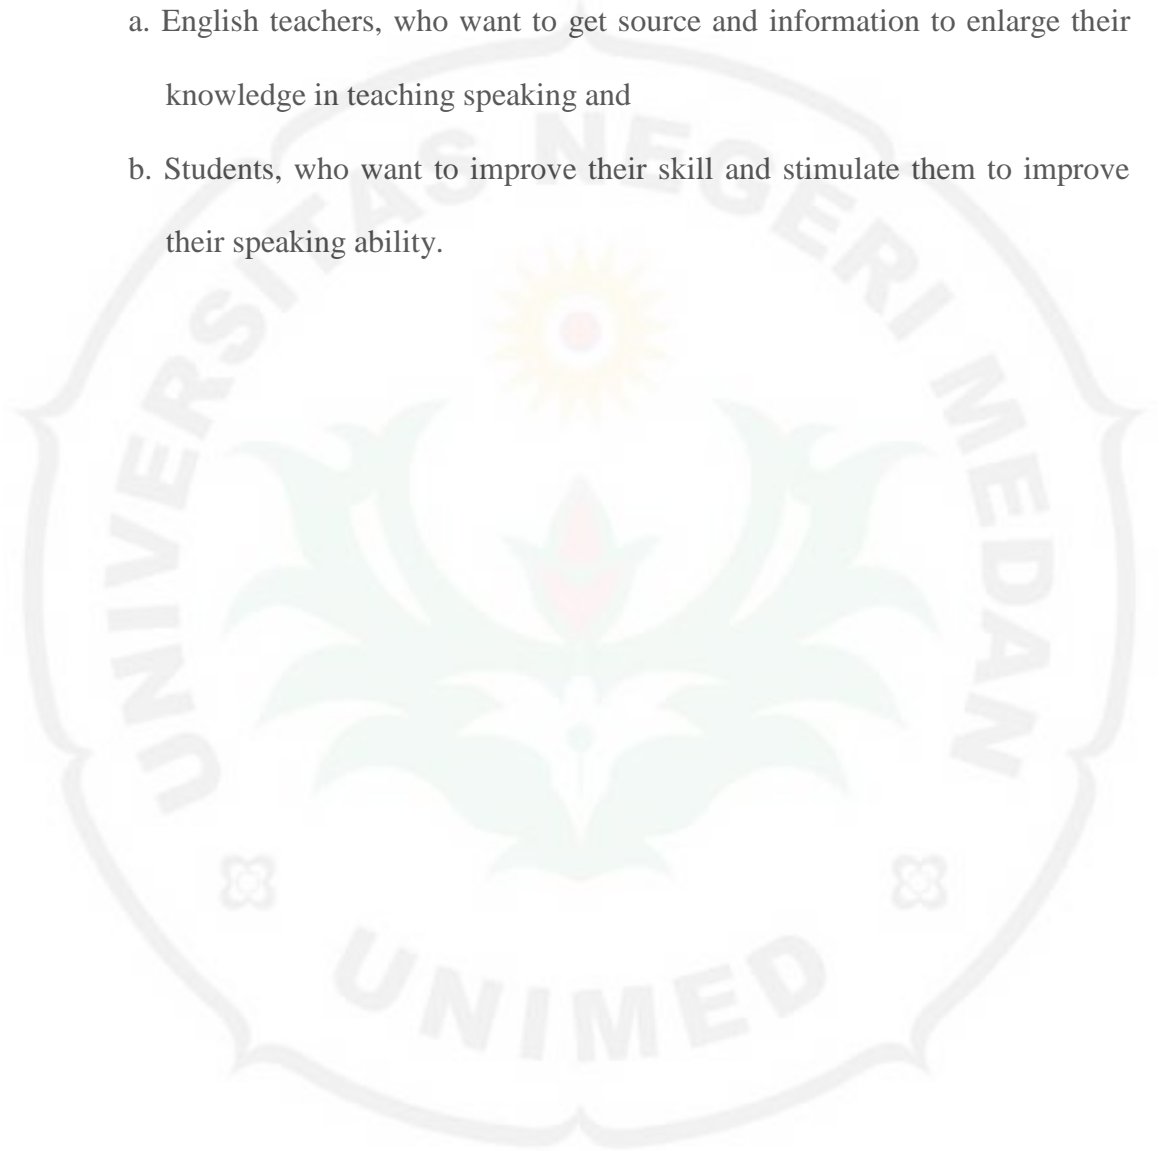 a. English teachers, who want to get source and information to enlarge their
knowledge in teaching speaking and
b. Students, who want to improve their skill and stimulate them to improve
their speaking ability.
UNIVERSITAS NEGERI MEDAN
UNIMED